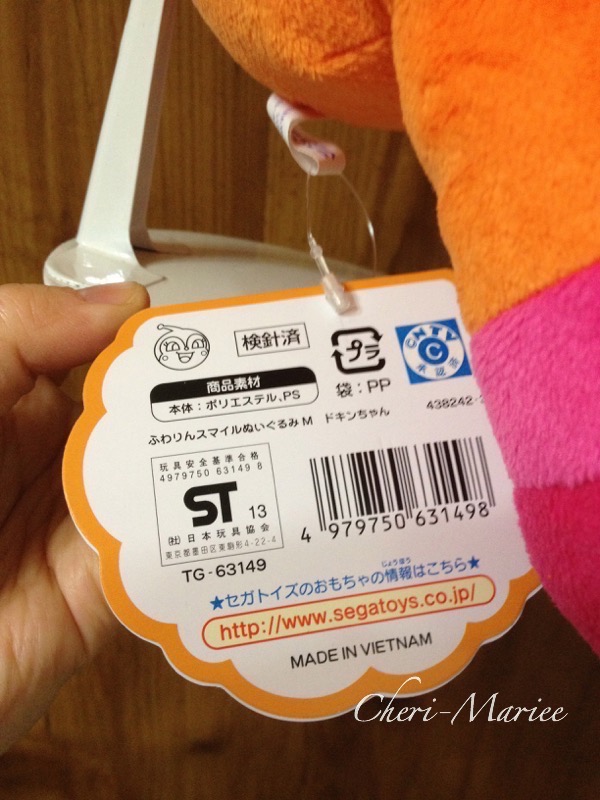 検針済
プラ
袋：PP
CNTV
C
承認証
438242-
商品素材
本体：ポリエステル、PS
ふわりんスマイルぬいぐるみM ドキンちゃん
玩具安全基準合格
4979750 63149 8
ST 13
(社)日本玩具協会
東京都墨田区東駒形4-22-4
TG-63149
4 979750 631498
じょうほう
★セガトイズのおもちゃの情報はこちら★
http://www.segatoys.co.jp/
MADE IN VIETNAM
Cheri-Mariee